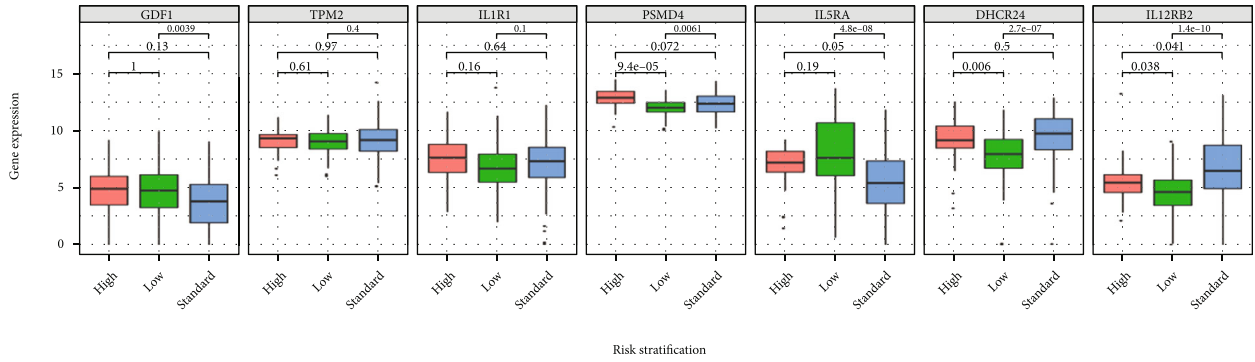 GDF1 TPM2 IL1R1 PSMD4 IL5RA DHCR24 IL12RB2
0.0039 0.4 0.1 0.0061 4.8e–08 2.7e–07 1.4e–10
0.13 0.97 0.64 0.072 0.05 0.5 0.041
1 0.61 0.16 9.4e–05 0.19 0.006 0.038
15
10
5
0
Gene expression
High Low Standard High Low Standard High Low Standard High Low Standard High Low Standard High Low Standard High Low Standard
Risk stratification